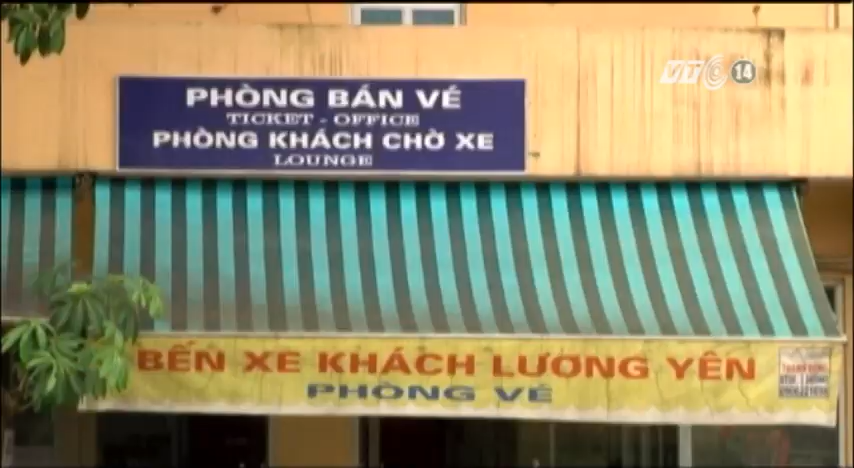 VTC 14
PHÒNG BÁN VÉ
TICKET - OFFICE
PHÒNG KHÁCH CHỜ XE
LOUNGE
BẾN XE KHÁCH LƯƠNG YÊN
PHÒNG VÉ